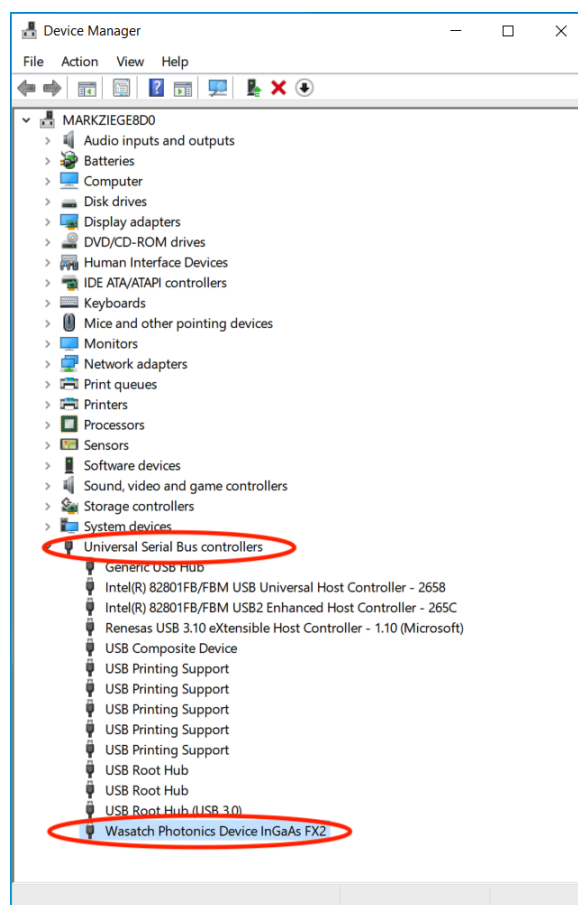 Device Manager
File Action View Help
MARKZIEGE8D0
Audio inputs and outputs
Batteries
Computer
Disk drives
Display adapters
DVD/CD-ROM drives
Human Interface Devices
IDE ATA/ATAPI controllers
Keyboards
Mice and other pointing devices
Monitors
Network adapters
Print queues
Printers
Processors
Sensors
Software devices
Sound, video and game controllers
Storage controllers
System devices
Universal Serial Bus controllers
Generic USB Hub
Intel(R) 82801FB/FBM USB Universal Host Controller - 2658
Intel(R) 82801FB/FBM USB2 Enhanced Host Controller - 265C
Renesas USB 3.10 eXtensible Host Controller - 1.10 (Microsoft)
USB Composite Device
USB Printing Support
USB Printing Support
USB Printing Support
USB Printing Support
USB Printing Support
USB Root Hub
USB Root Hub
USB Root Hub (USB 3.0)
Wasatch Photonics Device InGaAs FX2